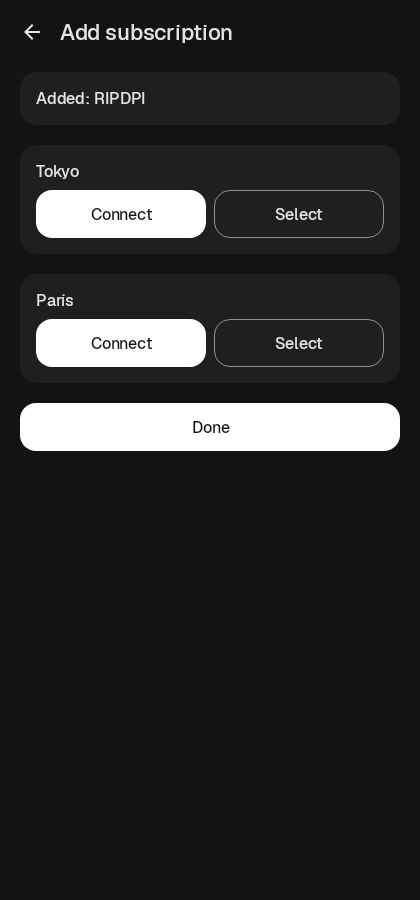 Add subscription
Added: RIPDPI
Tokyo
Connect
Select
Paris
Connect
Select
Done